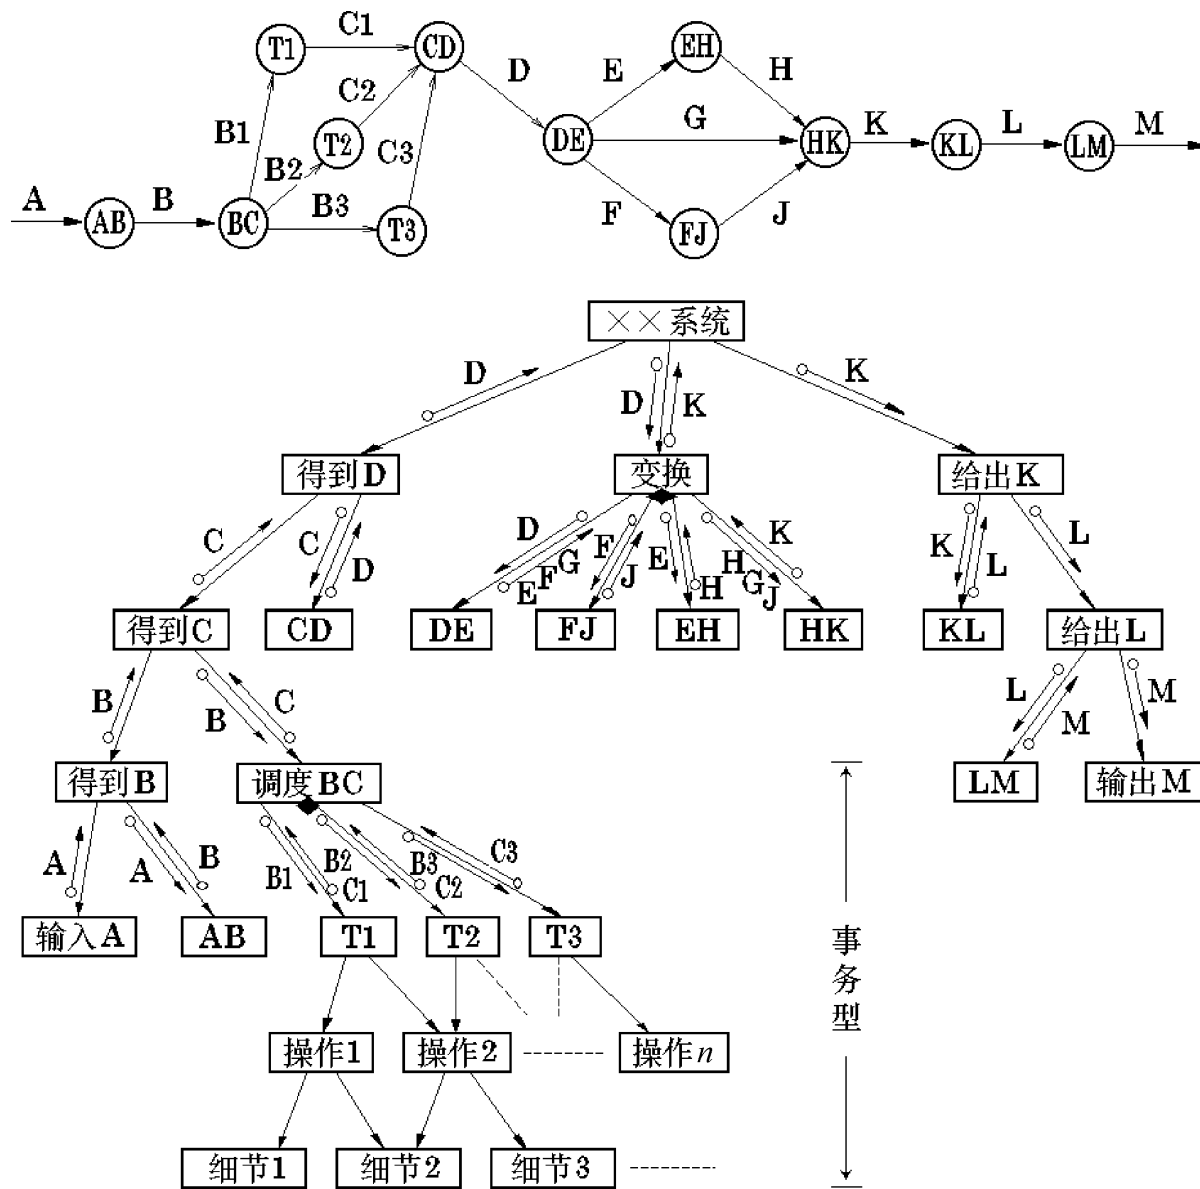 C1
T1
CD
EH
D
E
H
C2
B1
G
K
L
M
T2
C3
DE
HK
KL
LM
B2
A
B
B3
F
J
AB
BC
T3
FJ
××系统
D
K
D
K
得到D
变换
给出K
C
C
D
D
F
G
E
F
J
E
H
K
H
G
J
K
L
L
得到C
CD
DE
FJ
EH
HK
KL
给出L
B
C
B
L
M
M
得到B
调度BC
LM
输出M
A
A
B
B1
B2
C1
B3
C2
C3
输入A
AB
T1
T2
T3
事务型
操作1
操作2
操作n
细节1
细节2
细节3